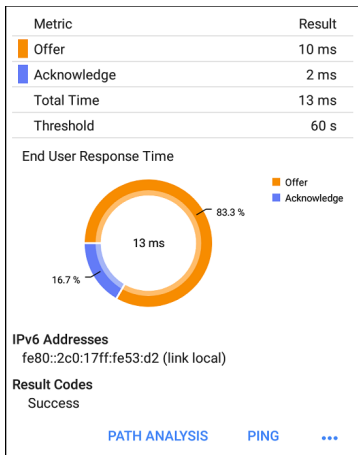 Metric Result
Offer 10 ms
Acknowledge 2 ms
Total Time 13 ms
Threshold 60 s
End User Response Time
Offer
Acknowledge
83.3 %
13 ms
16.7 %
IPv6 Addresses
fe80::2c0:17ff:fe53:d2 (link local)
Result Codes
Success
PATH ANALYSIS PING